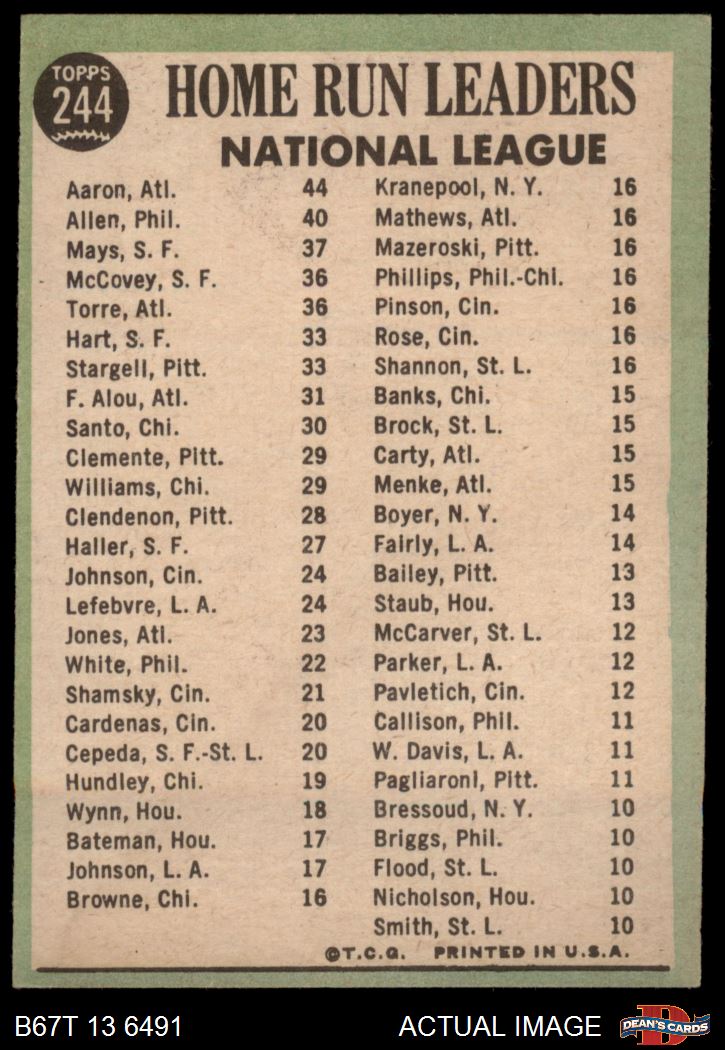 TOPPS
244
HOME RUN LEADERS
NATIONAL LEAGUE
Aaron, Atl. 44
Allen, Phil. 40
Mays, S. F. 37
McCovey, S. F. 36
Torre, Atl. 36
Hart, S. F. 33
Stargell, Pitt. 33
F. Alou, Atl. 31
Santo, Chi. 30
Clemente, Pitt. 29
Williams, Chi. 29
Clendenon, Pitt. 28
Haller, S. F. 27
Johnson, Cin. 24
Lefebvre, L. A. 24
Jones, Atl. 23
White, Phil. 22
Shamsky, Cin. 21
Cardenas, Cin. 20
Cepeda, S. F.-St. L. 20
Hundley, Chi. 19
Wynn, Hou. 18
Bateman, Hou. 17
Johnson, L. A. 17
Browne, Chi. 16
Kranepool, N. Y. 16
Mathews, Atl. 16
Mazeroski, Pitt. 16
Phillips, Phil.-Chi. 16
Pinson, Cin. 16
Rose, Cin. 16
Shannon, St. L. 16
Banks, Chi. 15
Brock, St. L. 15
Carty, Atl. 15
Menke, Atl. 15
Boyer, N. Y. 14
Fairly, L. A. 14
Bailey, Pitt. 13
Staub, Hou. 13
McCarver, St. L. 12
Parker, L. A. 12
Pavletich, Cin. 12
Callison, Phil. 11
W. Davis, L. A. 11
Pagliaroni, Pitt. 11
Bressoud, N. Y. 10
Briggs, Phil. 10
Flood, St. L. 10
Nicholson, Hou. 10
Smith, St. L. 10
©T.C.G. PRINTED IN U.S.A.
B67T 13 6491 ACTUAL IMAGE
D
DEAN'S CARDS